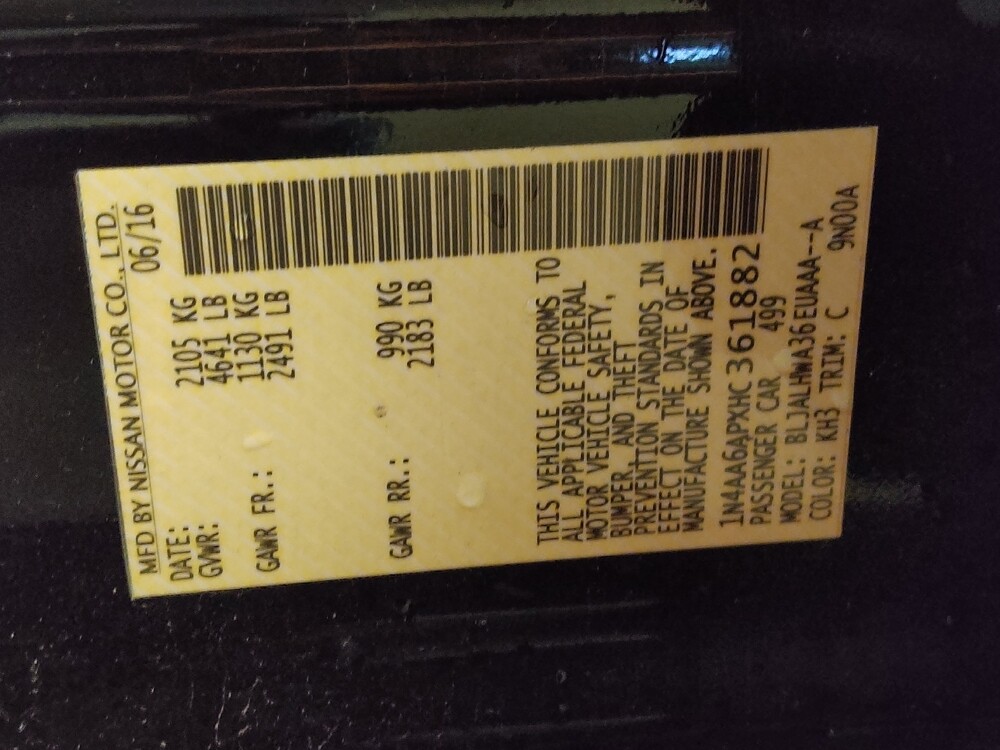 MFD BY NISSAN MOTOR CO., LTD.
DATE: 06/16
GVWR: 2105 KG
4641 LB
GAWR FR.: 1130 KG
2491 LB
GAWR RR.: 990 KG
2183 LB
THIS VEHICLE CONFORMS TO
ALL APPLICABLE FEDERAL
MOTOR VEHICLE SAFETY,
BUMPER, AND THEFT
PREVENTION STANDARDS IN
EFFECT ON THE DATE OF
MANUFACTURE SHOWN ABOVE.
1N4AA6APXHC361882
PASSENGER CAR 499
MODEL: BLJALHWA36EUAAA--A
COLOR: KH3 TRIM: C 9N00A